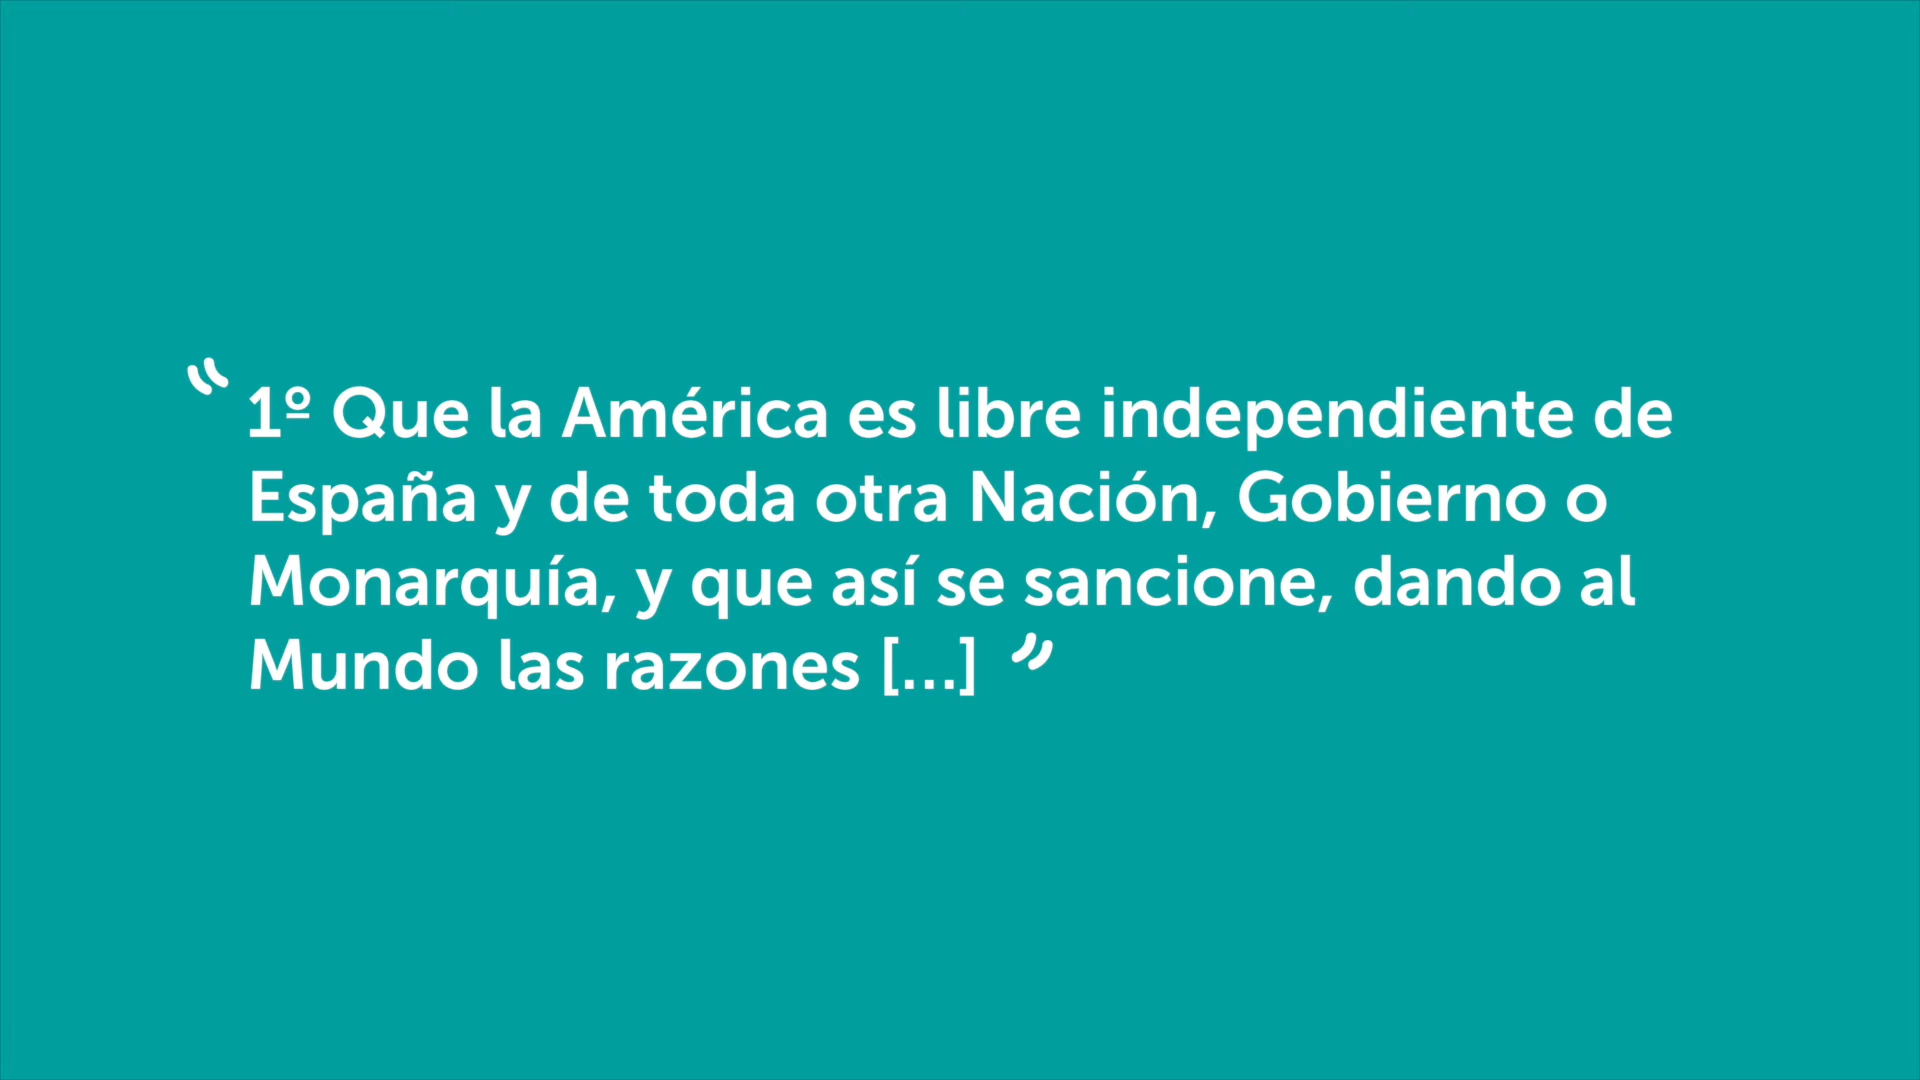 “1º Que la América es libre independiente de
España y de toda otra Nación, Gobierno o
Monarquía, y que así se sancione, dando al
Mundo las razones [...] ”